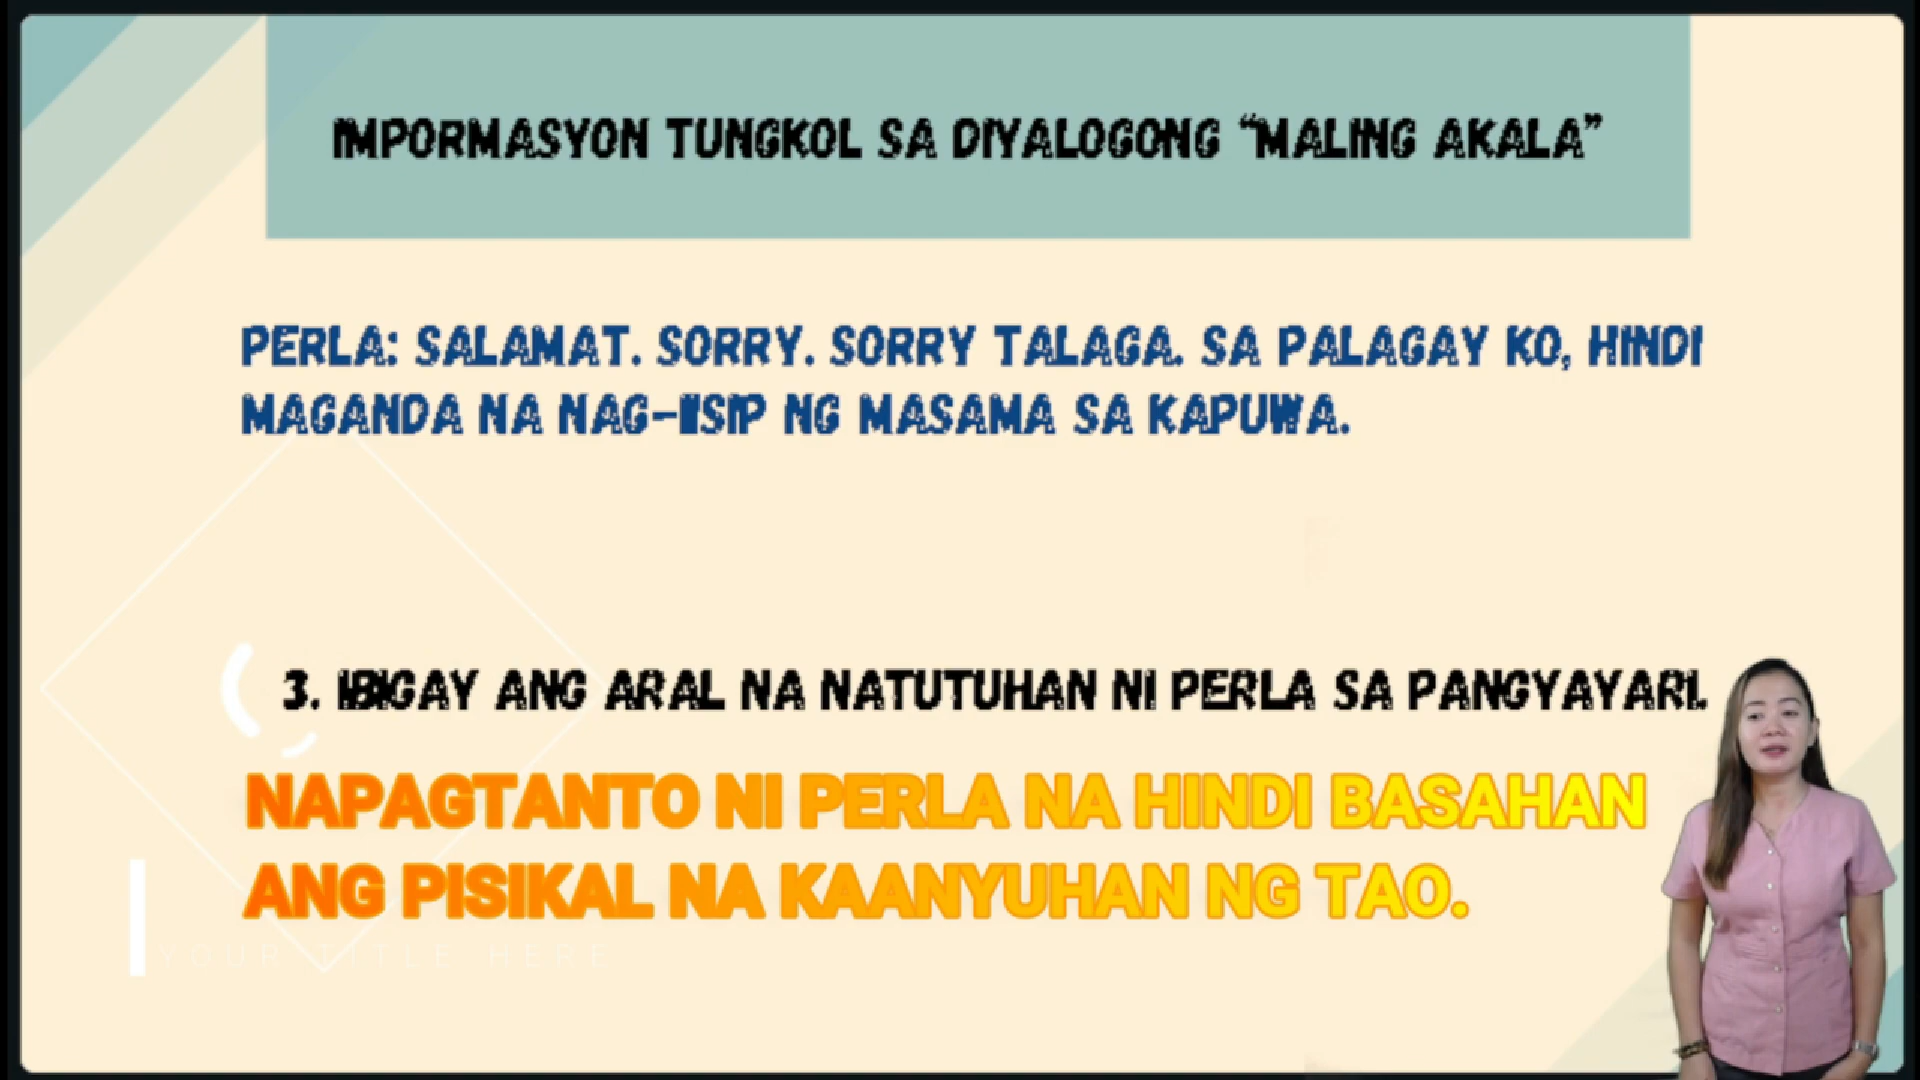 IMPORMASYON TUNGKOL SA DIYALOGONG “MALING AKALA”
PERLA: SALAMAT. SORRY. SORRY TALAGA. SA PALAGAY KO, HINDI
MAGANDA NA NAG-IISIP NG MASAMA SA KAPUWA.
3. IBIGAY ANG ARAL NA NATUTUHAN NI PERLA SA PANGYAYARI.
NAPAGTANTO NI PERLA NA HINDI BASAHAN
ANG PISIKAL NA KAANYUHAN NG TAO.
YOUR TITLE HERE